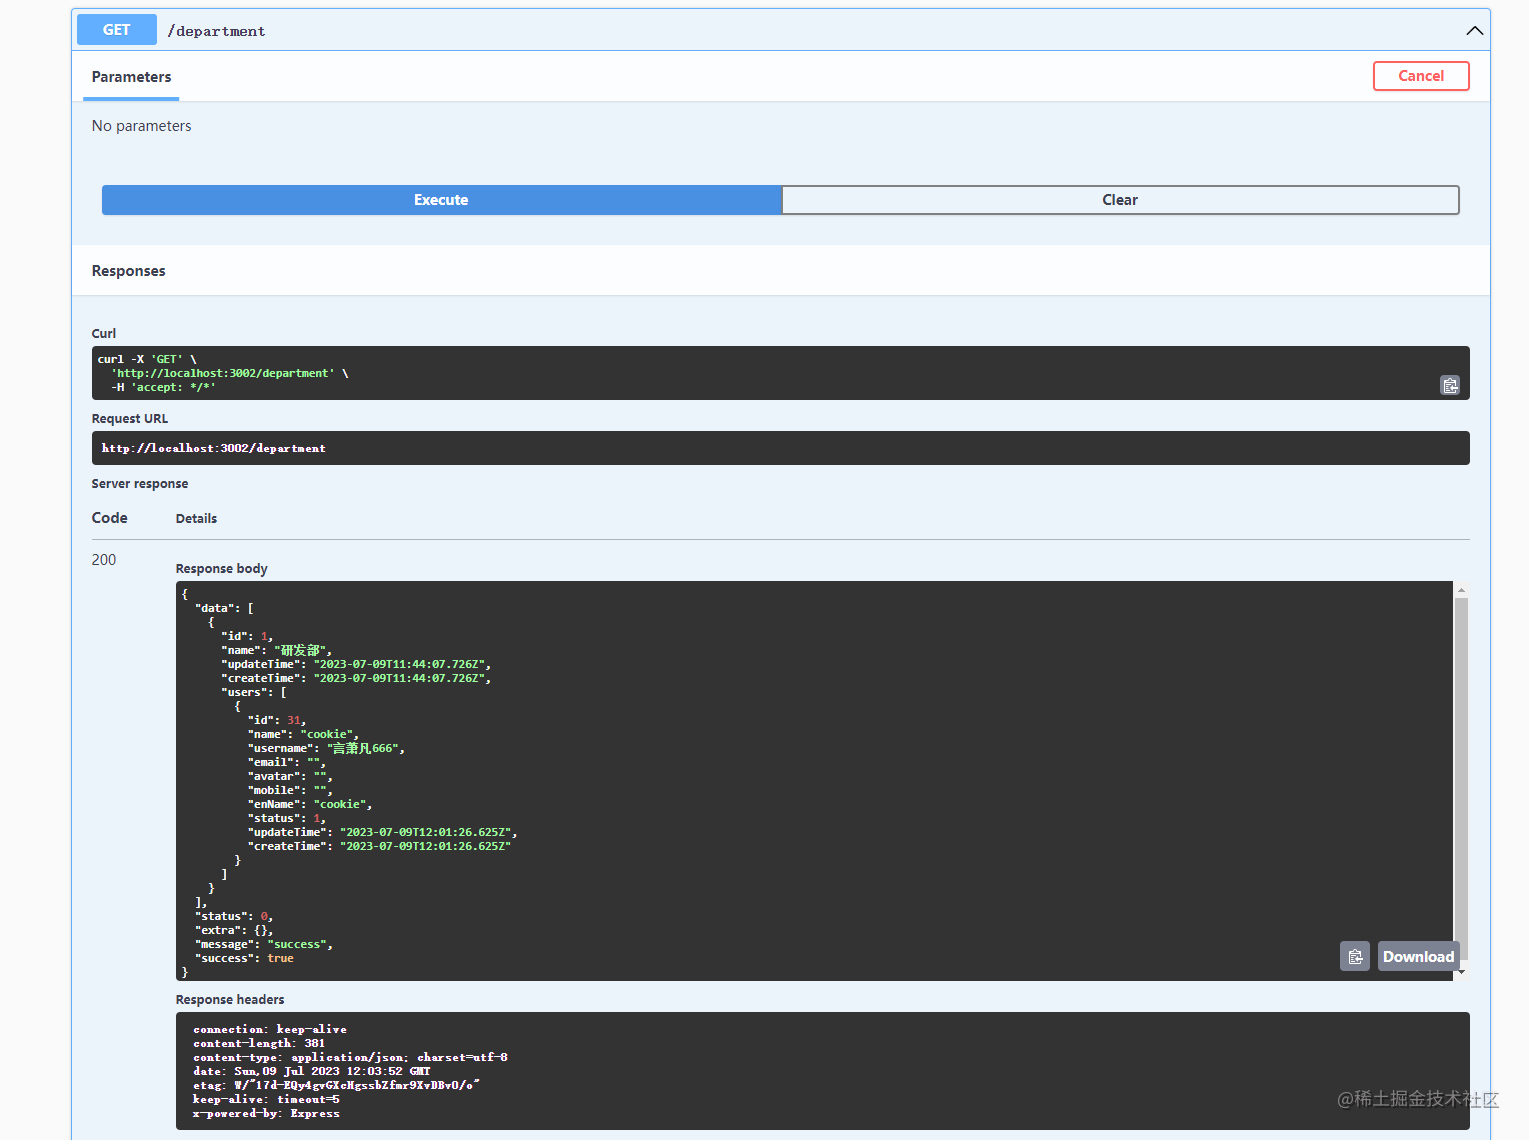 GET /department
Parameters
Cancel
No parameters
Execute
Clear
Responses
Curl
curl -X 'GET' \
'http://localhost:3002/department' \
-H 'accept: */*'
Request URL
http://localhost:3002/department
Server response
Code Details
200
Response body
{
"data": [
{
"id": 1,
"name": "研发部",
"updateTime": "2023-07-09T11:44:07.726Z",
"createTime": "2023-07-09T11:44:07.726Z",
"users": [
{
"id": 31,
"name": "cookie",
"username": "言萧凡666",
"email": "",
"avatar": "",
"mobile": "",
"enName": "cookie",
"status": 1,
"updateTime": "2023-07-09T12:01:26.625Z",
"createTime": "2023-07-09T12:01:26.625Z"
}
]
}
],
"status": 0,
"extra": {},
"message": "success",
"success": true
}
Download
Response headers
connection: keep-alive
content-length: 381
content-type: application/json; charset=utf-8
date: Sun,09 Jul 2023 12:03:52 GMT
etag: W/"17d-EQy4gvGXcHgssbZfmr9XvDBvO/o"
keep-alive: timeout=5
x-powered-by: Express
@稀土掘金技术社区